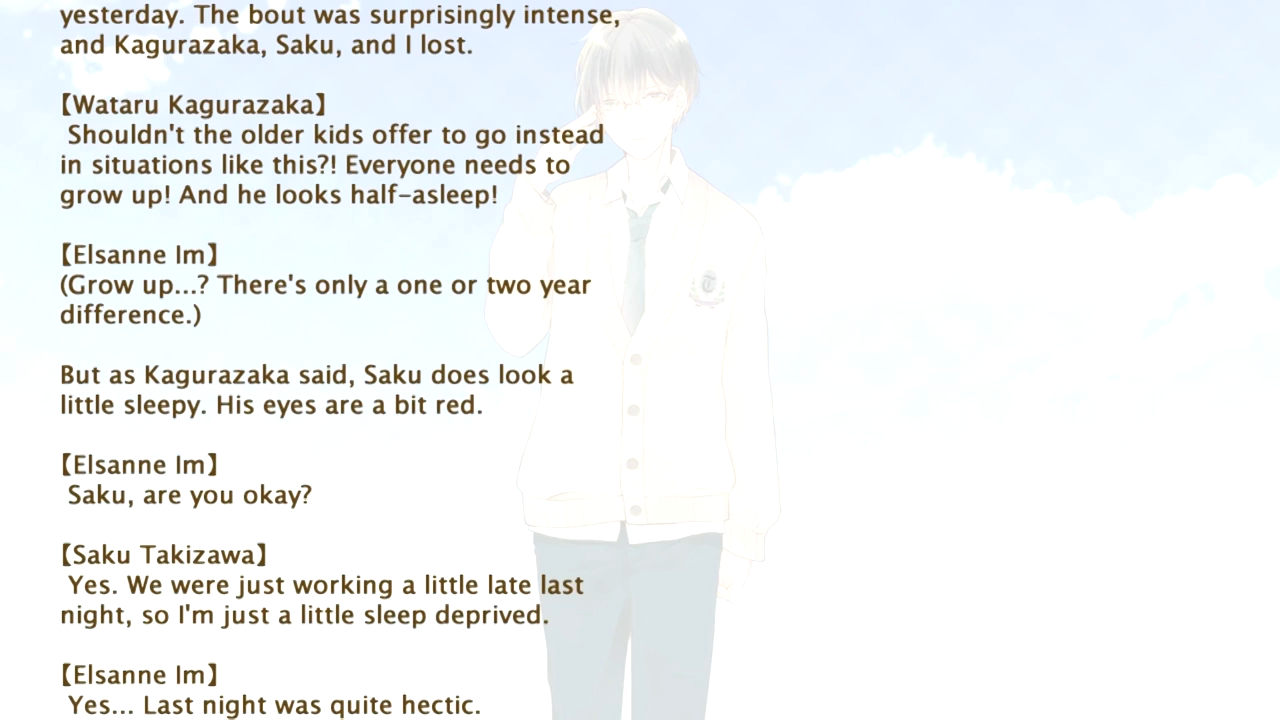 yesterday. The bout was surprisingly intense,
and Kagurazaka, Saku, and I lost.
【Wataru Kagurazaka】
Shouldn't the older kids offer to go instead
in situations like this?! Everyone needs to
grow up! And he looks half-asleep!
【Elsanne Im】
(Grow up...? There's only a one or two year
difference.)
But as Kagurazaka said, Saku does look a
little sleepy. His eyes are a bit red.
【Elsanne Im】
Saku, are you okay?
【Saku Takizawa】
Yes. We were just working a little late last
night, so I'm just a little sleep deprived.
【Elsanne Im】
Yes... Last night was quite hectic.